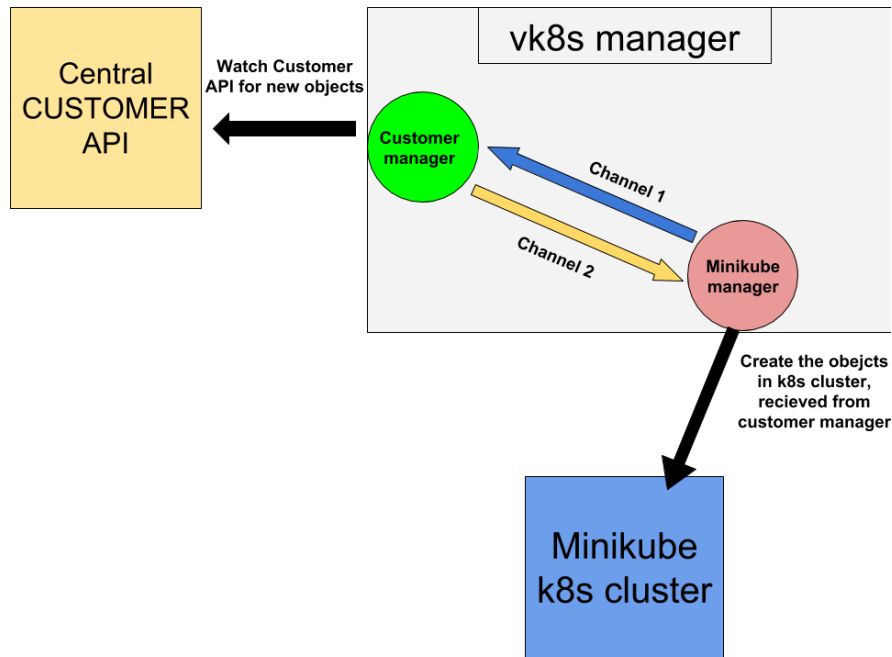 vk8s manager
Central
CUSTOMER
API
Watch Customer
API for new objects
Customer
manager
Channel 1
Channel 2
Minikube
manager
Create the obejcts
in k8s cluster,
recieved from
customer manager
Minikube
k8s cluster